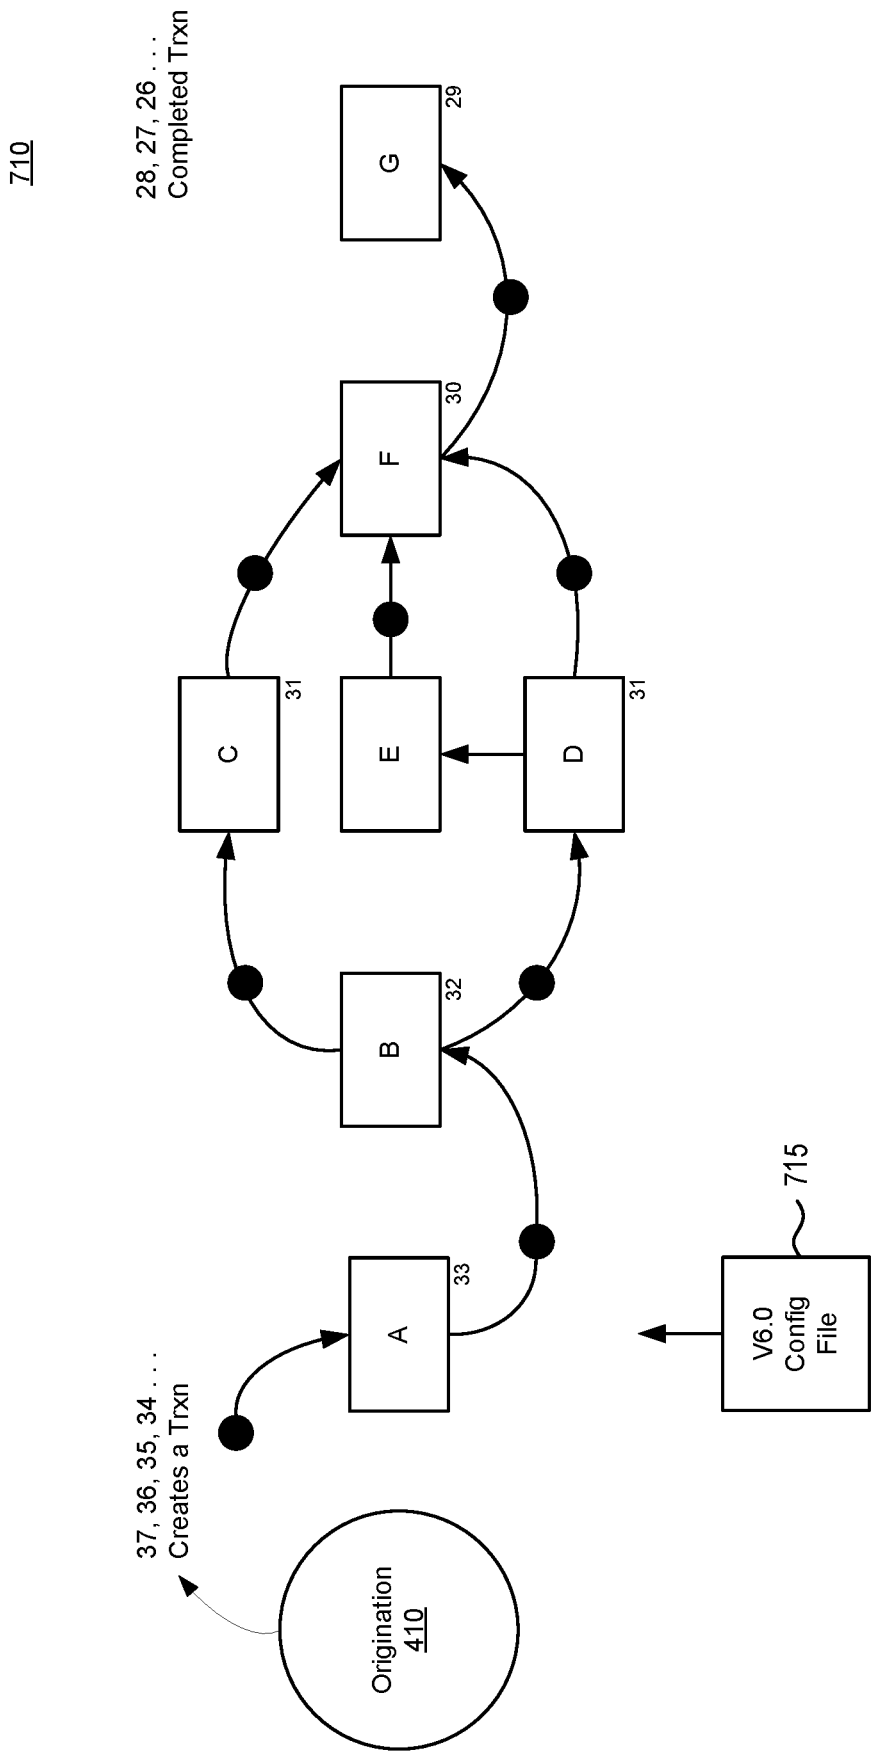 710
37, 36, 35, 34 . . . .
Creates a Trxn
28, 27, 26 . . . .
Completed Trxn
Origination
410
A
33
B
32
C
31
E
D
31
F
30
G
29
V6.0
Config
File
715